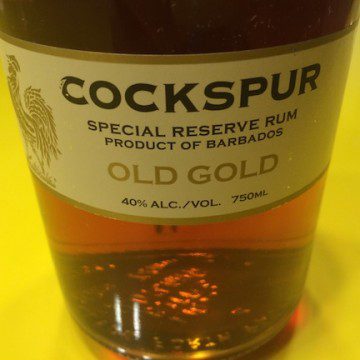 COCKSPUR
SPECIAL RESERVE RUM
PRODUCT OF BARBADOS
OLD GOLD
40% ALC./VOL. 750ML